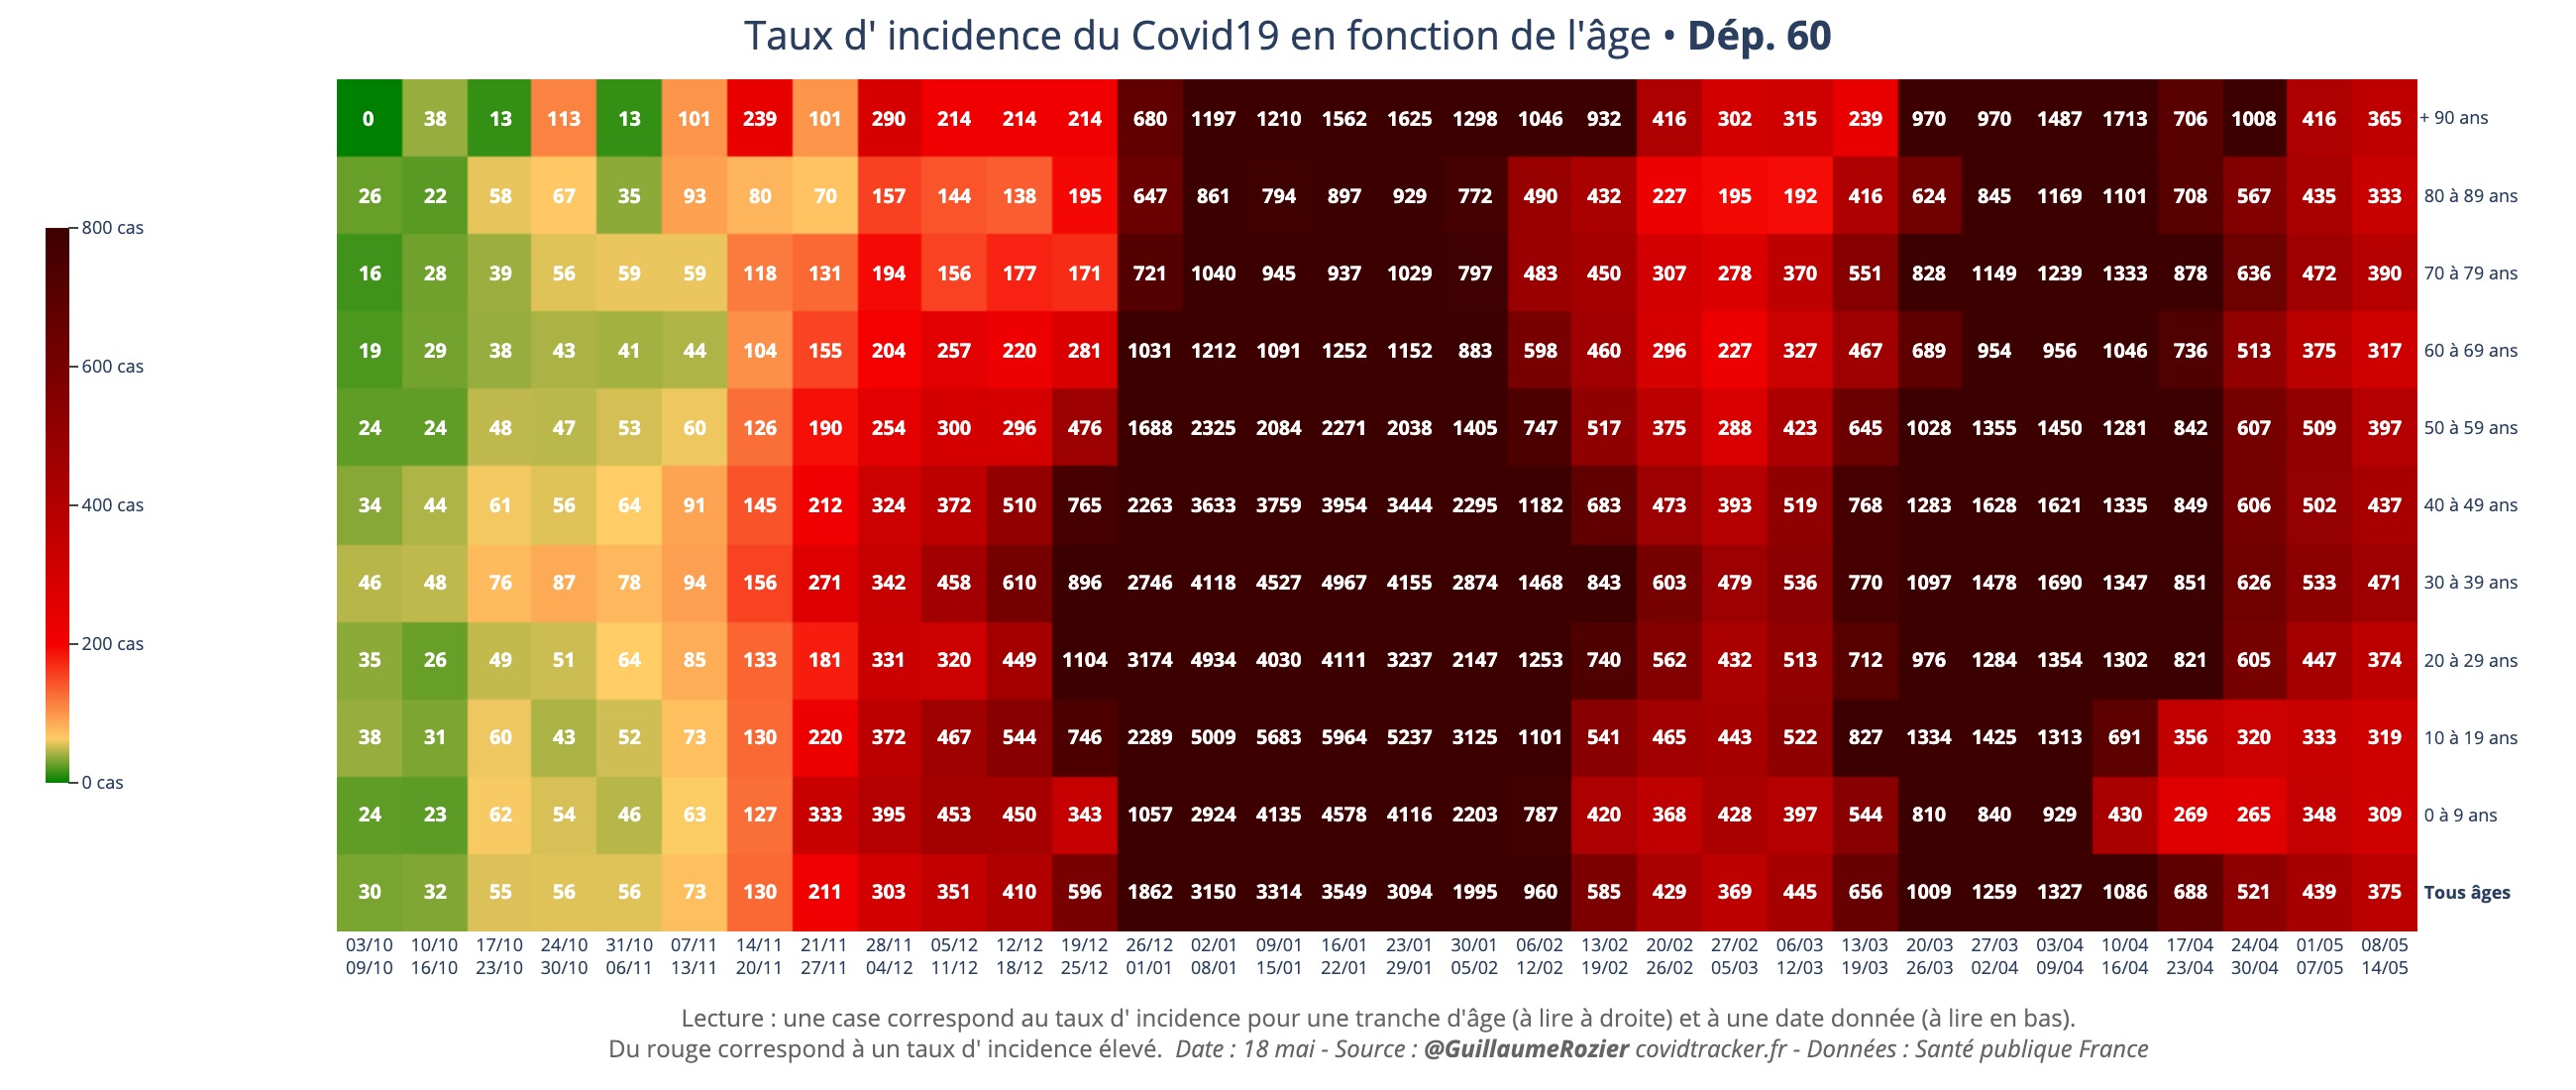 Taux d' incidence du Covid19 en fonction de l'âge • Dép. 60
800 cas
600 cas
400 cas
200 cas
0 cas
0 38 13 113 13 101 239 101 290 214 214 214 680 1197 1210 1562 1625 1298 1046 932 416 302 315 239 970 970 1487 1713 706 1008 416 365 + 90 ans
26 22 58 67 35 93 80 70 157 144 138 195 647 861 794 897 929 772 490 432 227 195 192 416 624 845 1169 1101 708 567 435 333 80 à 89 ans
16 28 39 56 59 59 118 131 194 156 177 171 721 1040 945 937 1029 797 483 450 307 278 370 551 828 1149 1239 1333 878 636 472 390 70 à 79 ans
19 29 38 43 41 44 104 155 204 257 220 281 1031 1212 1091 1252 1152 883 598 460 296 227 327 467 689 954 956 1046 736 513 375 317 60 à 69 ans
24 24 48 47 53 60 126 190 254 300 296 476 1688 2325 2084 2271 2038 1405 747 517 375 288 423 645 1028 1355 1450 1281 842 607 509 397 50 à 59 ans
34 44 61 56 64 91 145 212 324 372 510 765 2263 3633 3759 3954 3444 2295 1182 683 473 393 519 768 1283 1628 1621 1335 849 606 502 437 40 à 49 ans
46 48 76 87 78 94 156 271 342 458 610 896 2746 4118 4527 4967 4155 2874 1468 843 603 479 536 770 1097 1478 1690 1347 851 626 533 471 30 à 39 ans
35 26 49 51 64 85 133 181 331 320 449 1104 3174 4934 4030 4111 3237 2147 1253 740 562 432 513 712 976 1284 1354 1302 821 605 447 374 20 à 29 ans
38 31 60 43 52 73 130 220 372 467 544 746 2289 5009 5683 5964 5237 3125 1101 541 465 443 522 827 1334 1425 1313 691 356 320 333 319 10 à 19 ans
24 23 62 54 46 63 127 333 395 453 450 343 1057 2924 4135 4578 4116 2203 787 420 368 428 397 544 810 840 929 430 269 265 348 309 0 à 9 ans
30 32 55 56 56 73 130 211 303 351 410 596 1862 3150 3314 3549 3094 1995 960 585 429 369 445 656 1009 1259 1327 1086 688 521 439 375 Tous âges
03/10 10/10 17/10 24/10 31/10 07/11 14/11 21/11 28/11 05/12 12/12 19/12 26/12 02/01 09/01 16/01 23/01 30/01 06/02 13/02 20/02 27/02 06/03 13/03 20/03 27/03 03/04 10/04 17/04 24/04 01/05 08/05
09/10 16/10 23/10 30/10 06/11 13/11 20/11 27/11 04/12 11/12 18/12 25/12 01/01 08/01 15/01 22/01 29/01 05/02 12/02 19/02 26/02 05/03 12/03 19/03 26/03 02/04 09/04 16/04 23/04 30/04 07/05 14/05
Lecture : une case correspond au taux d' incidence pour une tranche d'âge (à lire à droite) et à une date donnée (à lire en bas).
Du rouge correspond à un taux d' incidence élevé. Date : 18 mai - Source : @GuillaumeRozier covidtracker.fr - Données : Santé publique France